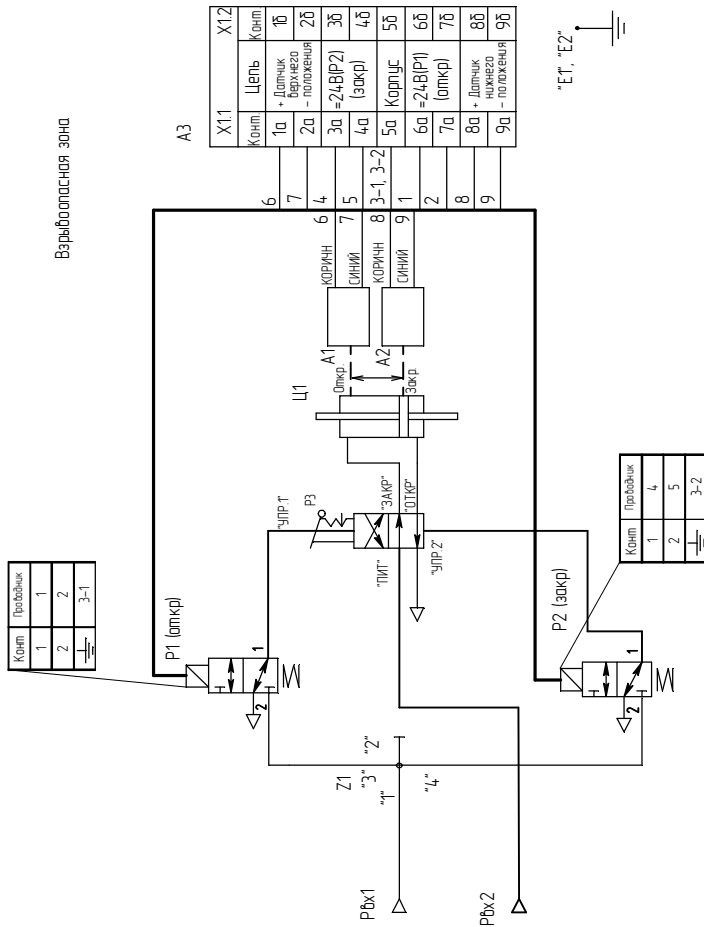 Взрывоопасная зона
А3
Х1.1 Х1.2
Конт. Цепь Конт.
1а + Датчик верхнего 1б
2а – положения 2б
3а =24В(Р2) 3б
4а (закр) 4б
5а Корпус 5б
6а =24В(Р1) 6б
7а (откр) 7б
8а + Датчик нижнего 8б
9а – положения 9б
"Е1", "Е2"
6
7
4
5
3-1, 3-2
1
2
8
9
6
7
8
9
КОРИЧН
СИНИЙ
КОРИЧН
СИНИЙ
А1
А2
Откр.
Закр.
Ц1
"УПР.1"
Р3
"ЗАКР"
"ОТКР"
"ПИТ"
"УПР.2"
Конт Проводник
1 1
2 2
3-1
Р1 (откр)
1
2
Конт Проводник
1 4
2 5
3-2
Р2 (закр)
1
2
Z1
"3"
"2"
"1"
"4"
Рвх1
Рвх2